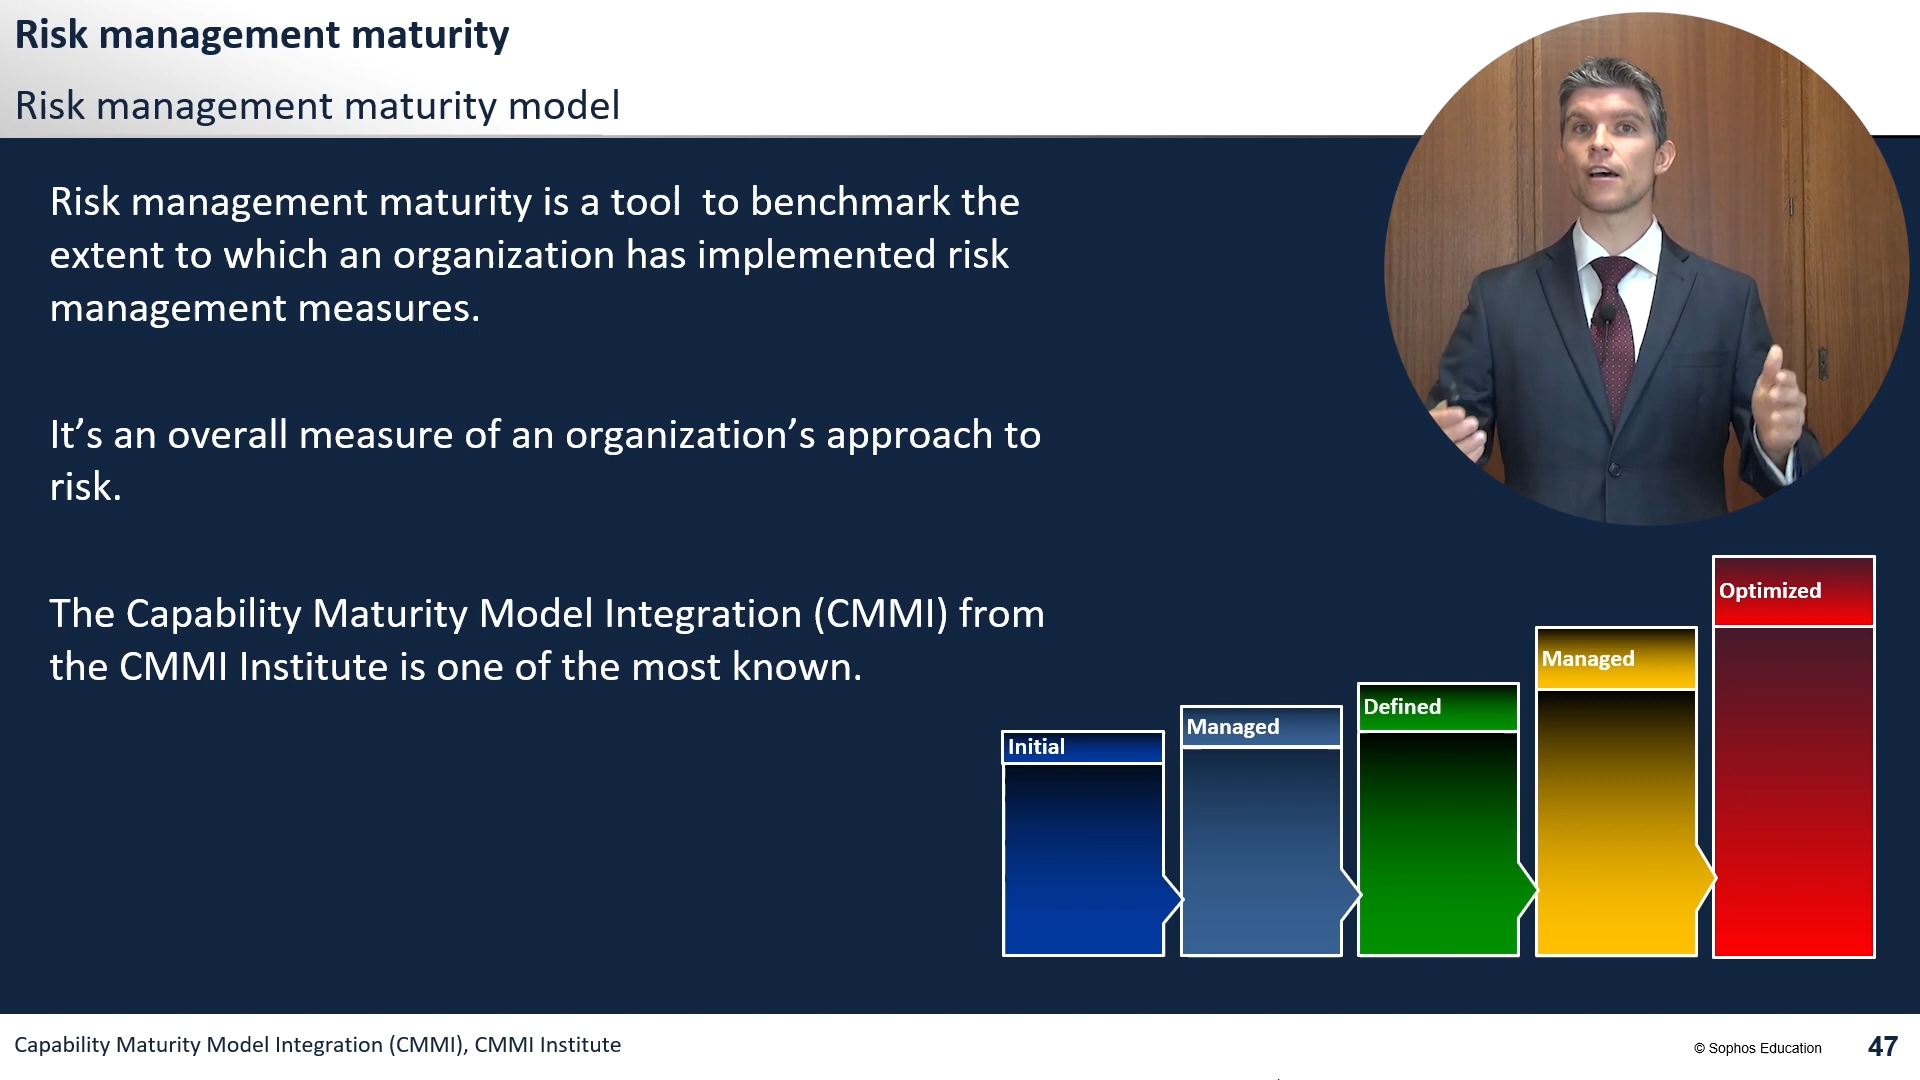 Risk management maturity
Risk management maturity model
Risk management maturity is a tool  to benchmark the
extent to which an organization has implemented risk
management measures.
It’s an overall measure of an organization’s approach to
risk.
The Capability Maturity Model Integration (CMMI) from
the CMMI Institute is one of the most known.
Initial
Managed
Defined
Managed
Optimized
Capability Maturity Model Integration (CMMI), CMMI Institute
© Sophos Education
47